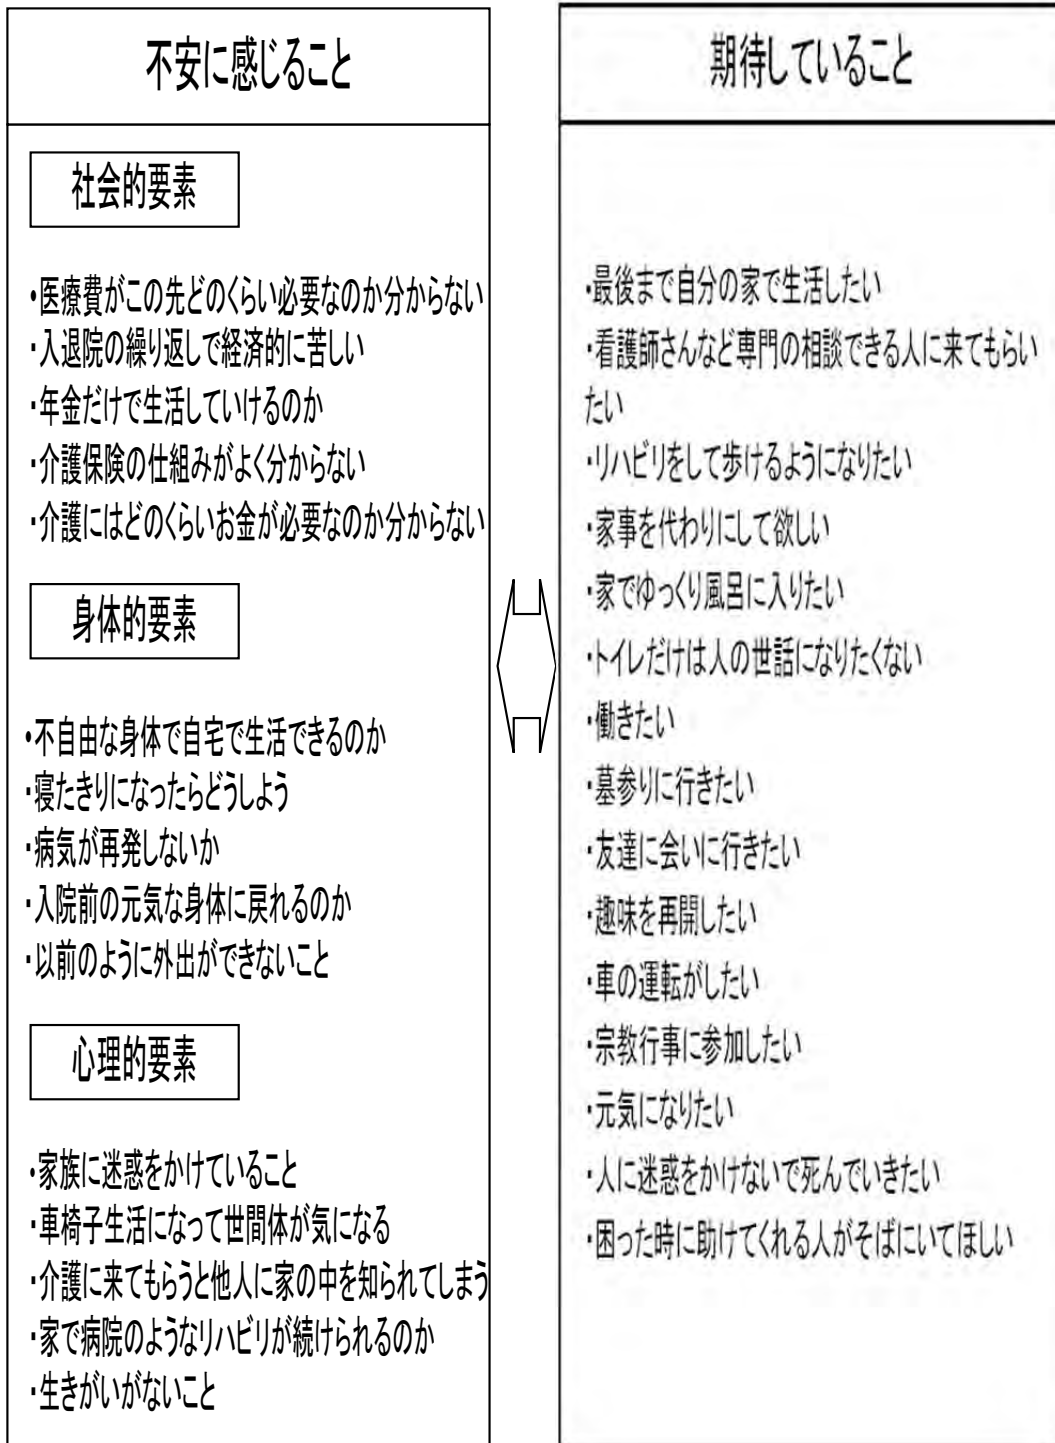 不安に感じること
社会的要素
・医療費がこの先どのくらい必要なのか分からない
・入退院の繰り返しで経済的に苦しい
・年金だけで生活していけるのか
・介護保険の仕組みがよく分からない
・介護にはどのくらいお金が必要なのか分からない
身体的要素
・不自由な身体で自宅で生活できるのか
・寝たきりになったらどうしよう
・病気が再発しないか
・入院前の元気な身体に戻れるのか
・以前のように外出ができないこと
心理的要素
・家族に迷惑をかけていること
・車椅子生活になって世間体が気になる
・介護に来てもらうと他人に家の中を知られてしまう
・家で病院のようなリハビリが続けられるのか
・生きがいがないこと
期待していること
・最後まで自分の家で生活したい
・看護師さんなど専門の相談できる人に来てもらい
たい
・リハビリをして歩けるようになりたい
・家事を代わりにして欲しい
・家でゆっくり風呂に入りたい
・トイレだけは人の世話になりたくない
・働きたい
・墓参りに行きたい
・友達に会いに行きたい
・趣味を再開したい
・車の運転がしたい
・宗教行事に参加したい
・元気になりたい
・人に迷惑をかけないで死んでいきたい
・困った時に助けてくれる人がそばにいてほしい